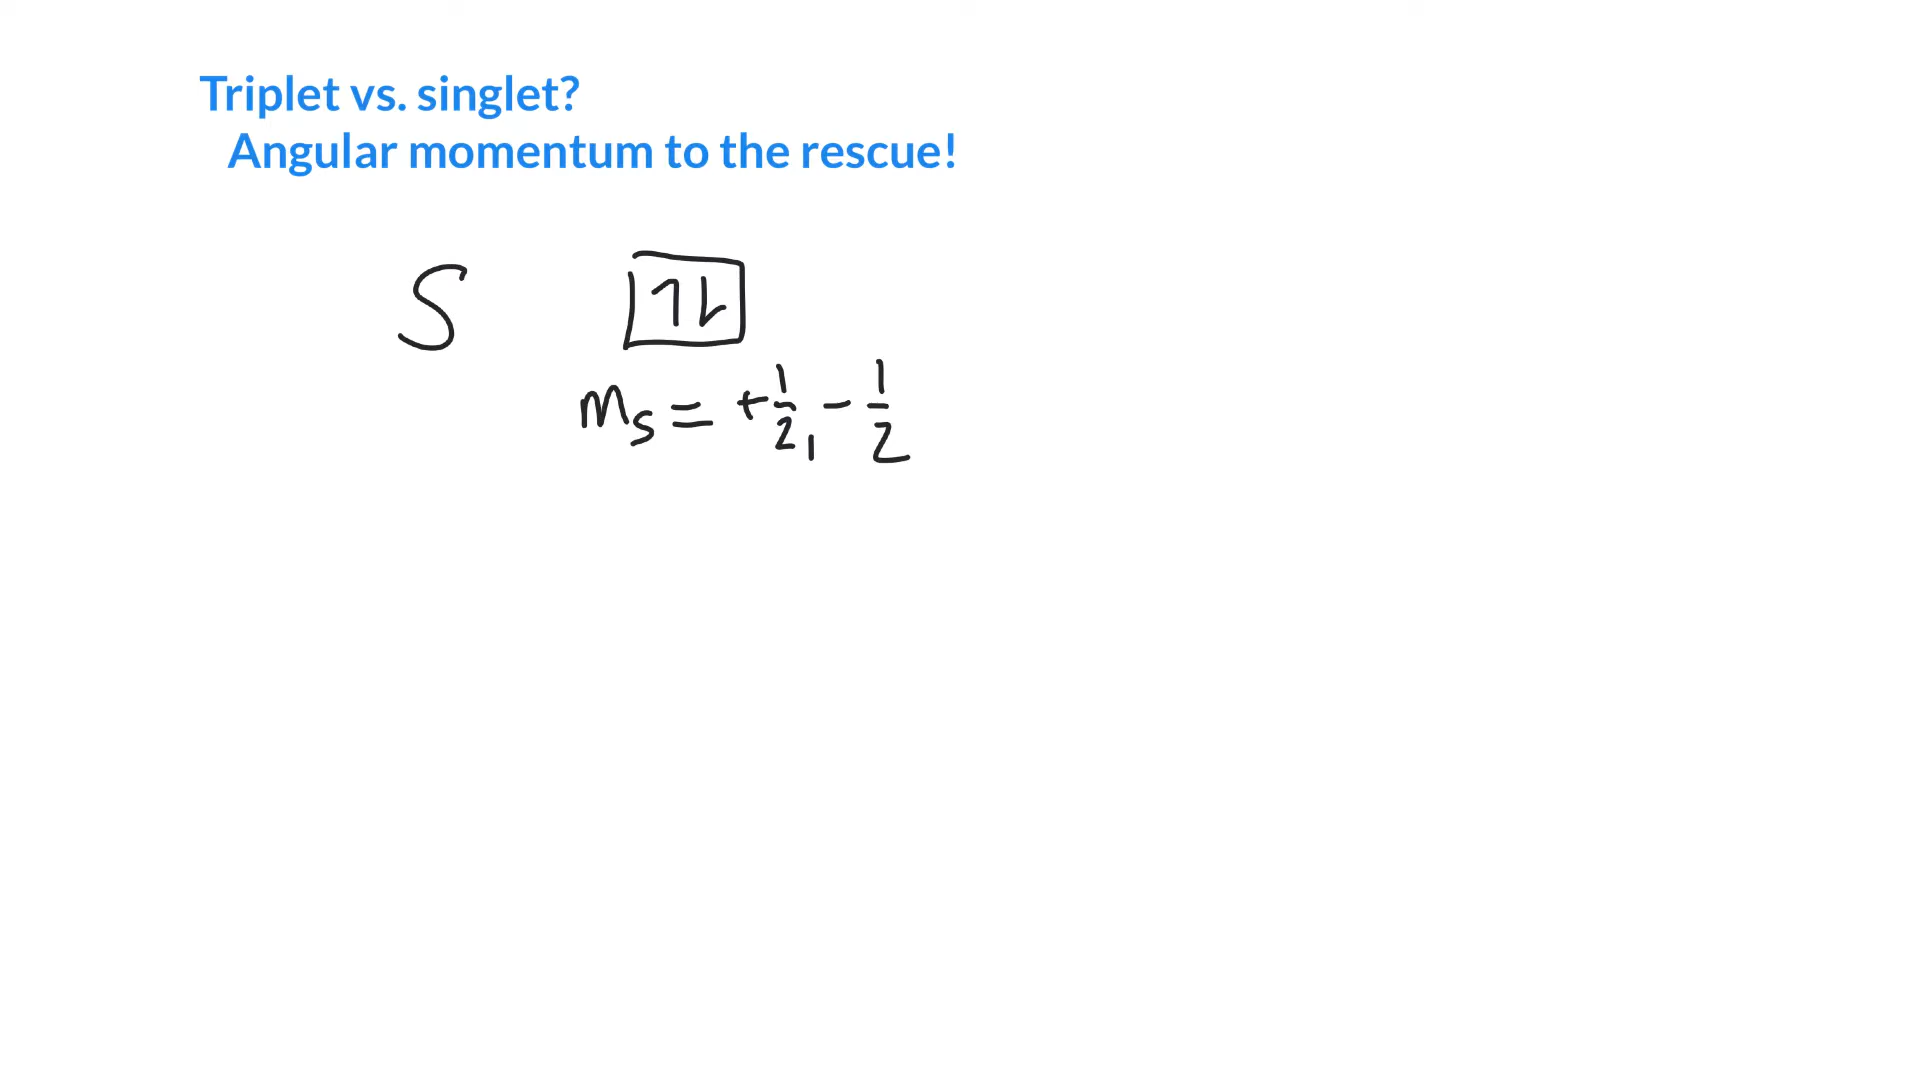 Triplet vs. singlet?
Angular momentum to the rescue!
S ↿⇂
ms = +1/2, -1/2